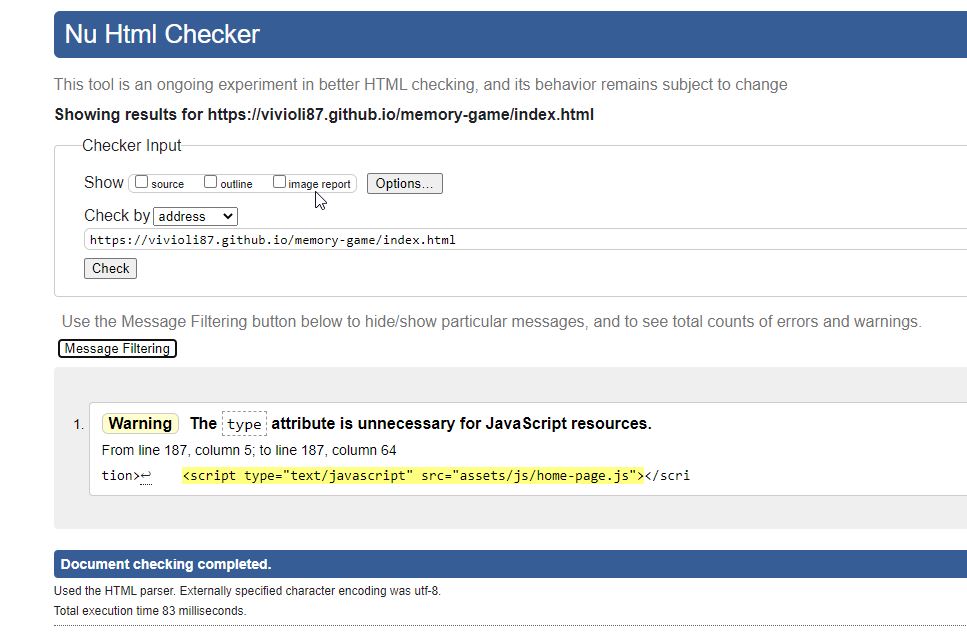 Nu Html Checker
This tool is an ongoing experiment in better HTML checking, and its behavior remains subject to change
Showing results for https://vivioli87.github.io/memory-game/index.html
Checker Input
Show source outline image report Options...
Check by address
https://vivioli87.github.io/memory-game/index.html
Check
Use the Message Filtering button below to hide/show particular messages, and to see total counts of errors and warnings.
Message Filtering
1. Warning The type attribute is unnecessary for JavaScript resources.
From line 187, column 5; to line 187, column 64
tion>↩ <script type="text/javascript" src="assets/js/home-page.js"></scri
Document checking completed.
Used the HTML parser. Externally specified character encoding was utf-8.
Total execution time 83 milliseconds.